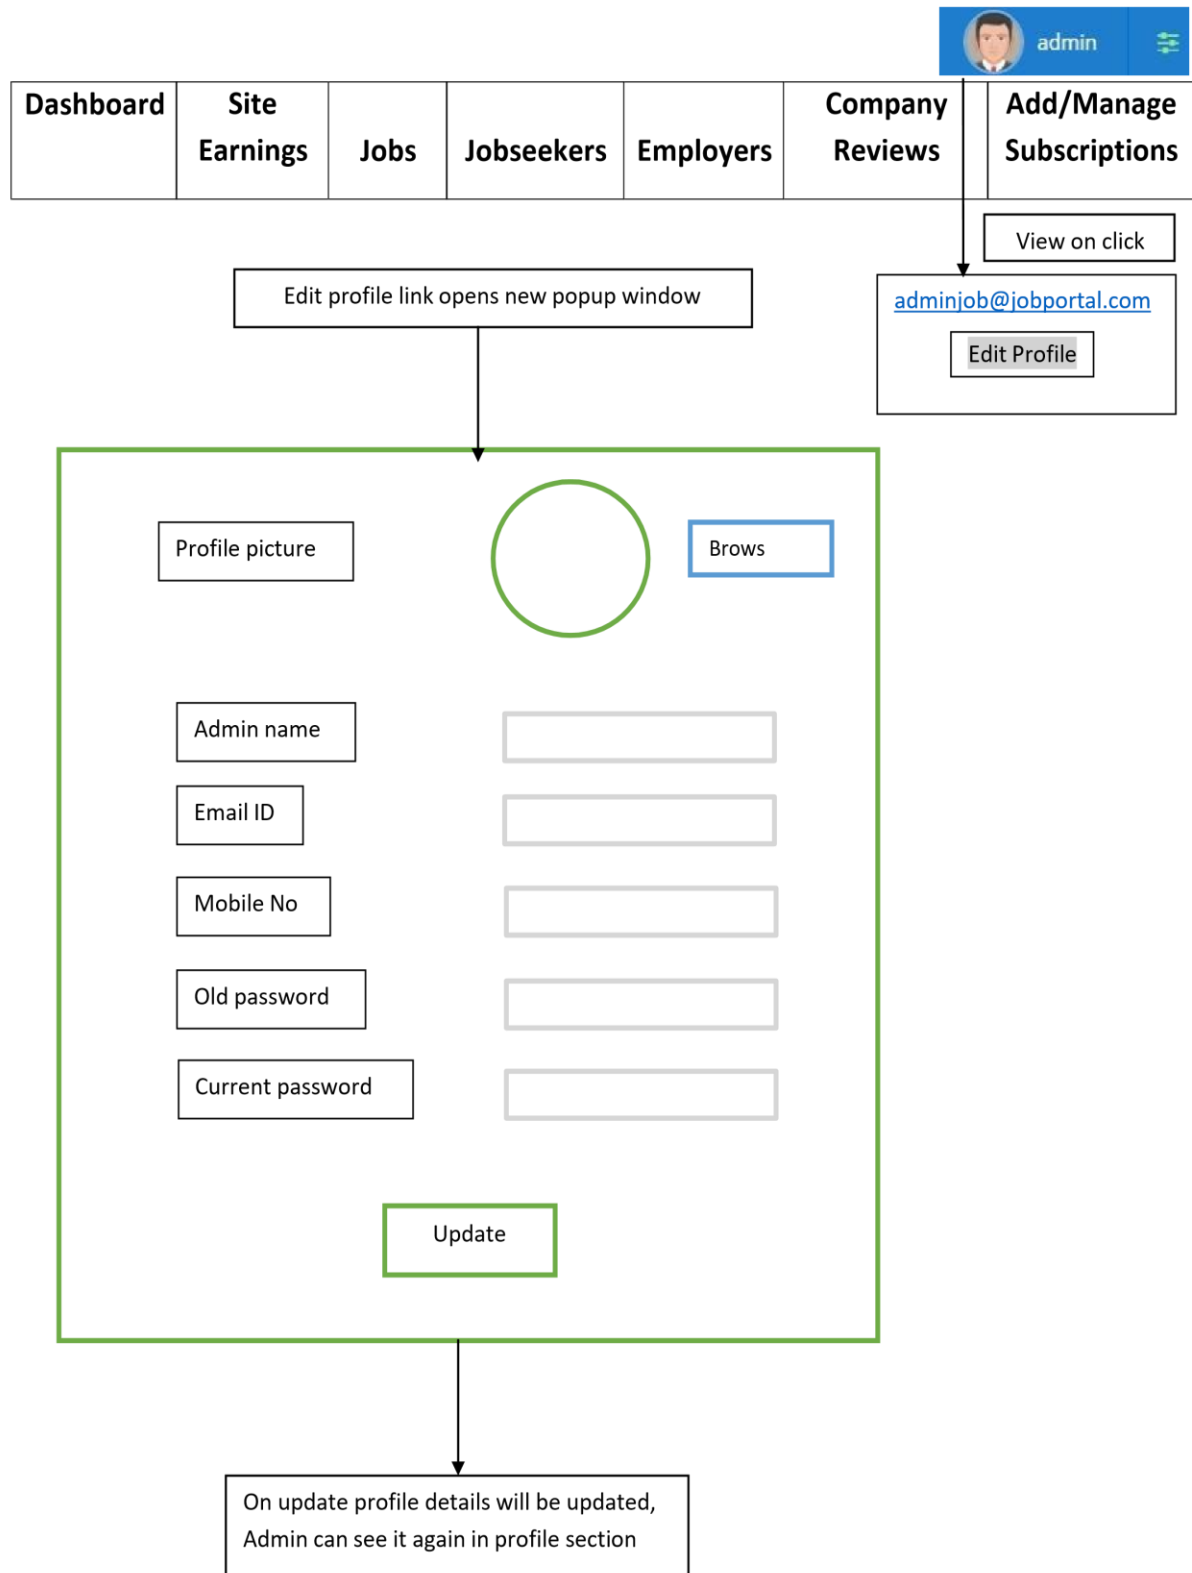 admin
Dashboard
Site
Earnings
Jobs
Jobseekers
Employers
Company
Reviews
Add/Manage
Subscriptions
View on click
Edit profile link opens new popup window
adminjob@jobportal.com
Edit Profile
Profile picture
Brows
Admin name
Email ID
Mobile No
Old password
Current password
Update
On update profile details will be updated,
Admin can see it again in profile section